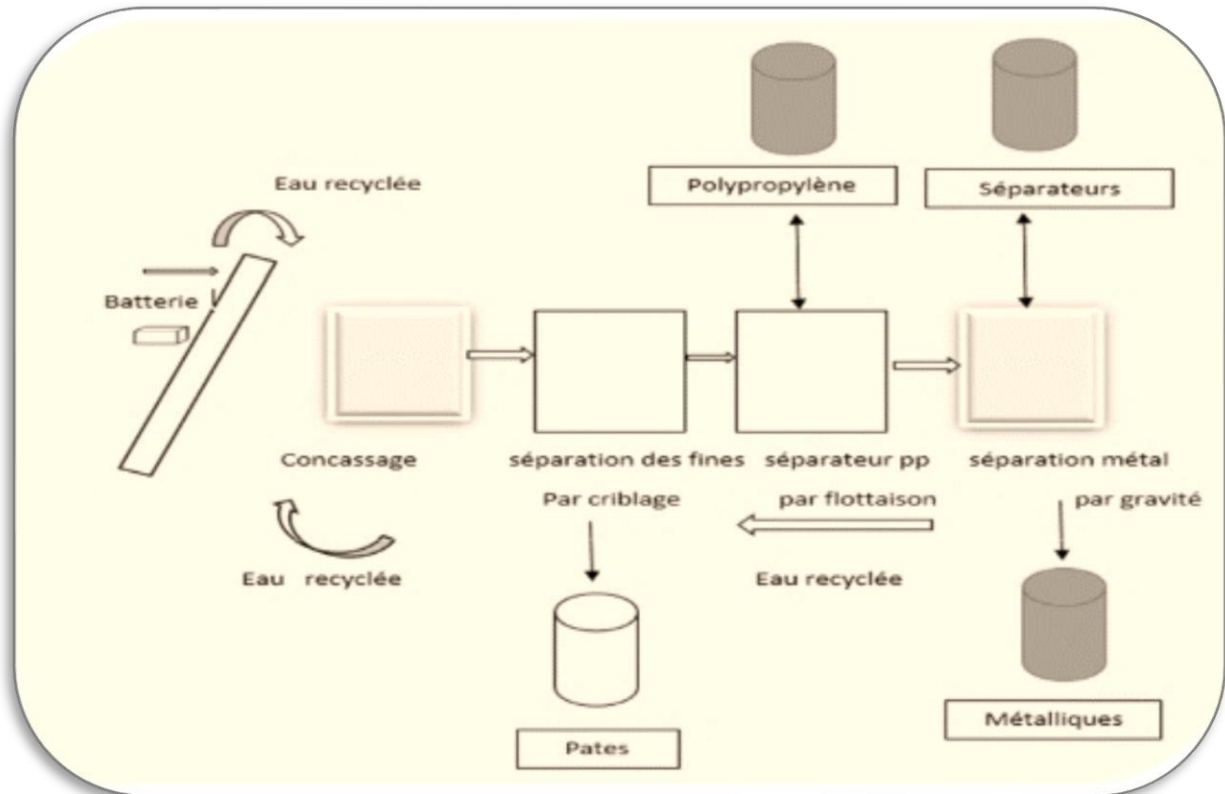 Polypropylène
Séparateurs
Eau recyclée
Batterie
Concassage
séparation des fines
séparateur pp
séparation métal
Par criblage
par flottaison
par gravité
Eau recyclée
Eau recyclée
Métalliques
Pates